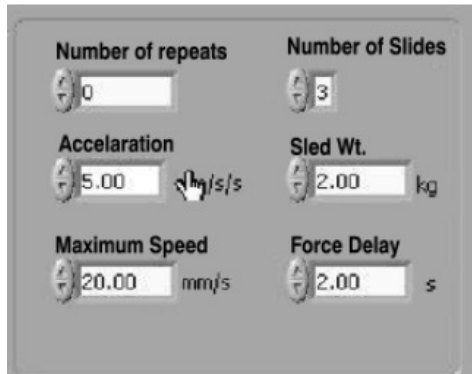 Number of repeats
Number of Slides
0
3
Accelaration
Sled Wt.
5.00
2.00 kg
Maximum Speed
Force Delay
20.00 mm/s
2.00 s